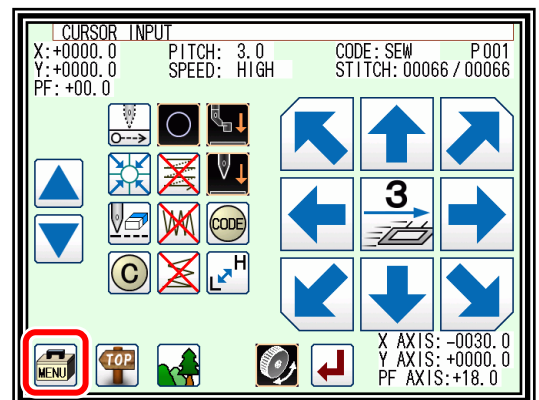 CURSOR INPUT
X:+0000.0 PITCH: 3.0 CODE:SEW P001
Y:+0000.0 SPEED: HIGH STITCH:00066/00066
PF:+00.0
3
CODE
C
L H
MENU
TOP
X AXIS:-0030.0
Y AXIS:+0000.0
PF AXIS:+18.0